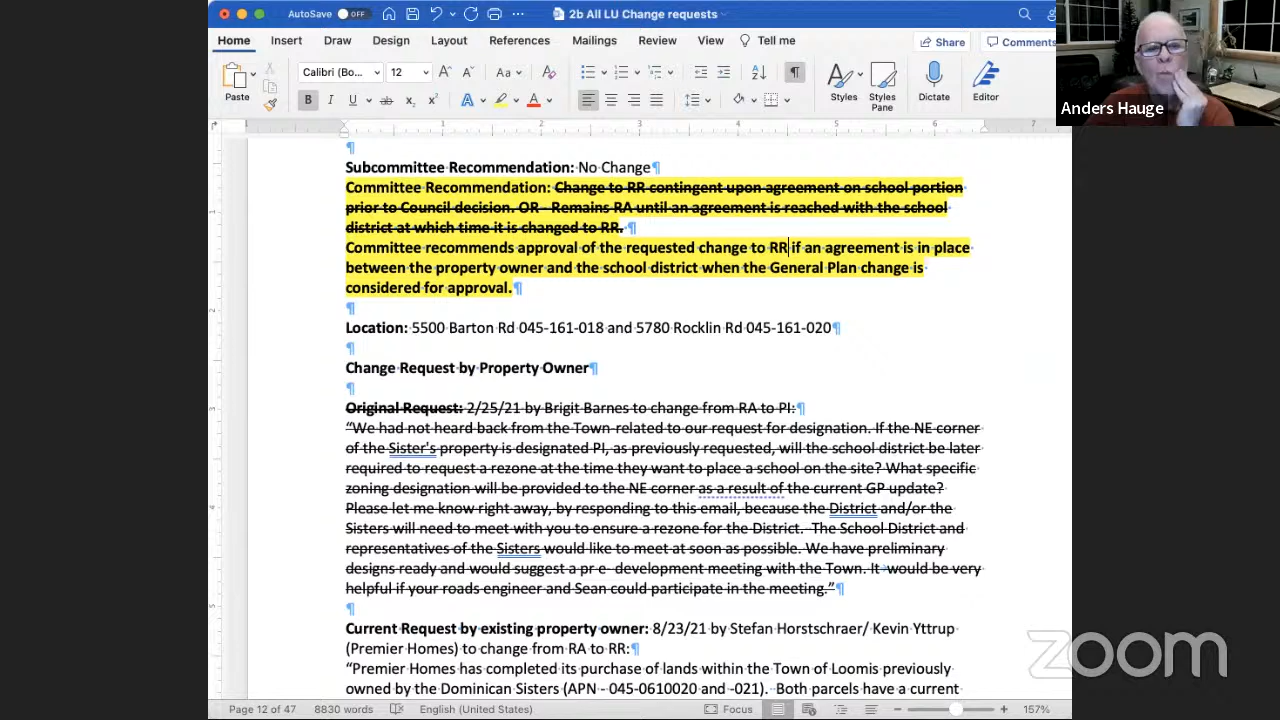 AutoSave OFF 2b All LU Change requests
Home Insert Draw Design Layout References Mailings Review View Tell me Share Comments
Paste Calibri (Bo... 12 Aa Styles Styles Pane Dictate Editor
Anders Hauge
1 1 2 3 4 5 6 7
Subcommittee Recommendation: No Change
Committee Recommendation: Change to RR contingent upon agreement on school portion
prior to Council decision. OR - Remains RA until an agreement is reached with the school
district at which time it is changed to RR.
Committee recommends approval of the requested change to RR if an agreement is in place
between the property owner and the school district when the General Plan change is
considered for approval.
Location: 5500 Barton Rd 045-161-018 and 5780 Rocklin Rd 045-161-020
Change Request by Property Owner
Original Request: 2/25/21 by Brigit Barnes to change from RA to PI:
“We had not heard back from the Town related to our request for designation. If the NE corner
of the Sister's property is designated PI, as previously requested, will the school district be later
required to request a rezone at the time they want to place a school on the site? What specific
zoning designation will be provided to the NE corner as a result of the current GP update?
Please let me know right away, by responding to this email, because the District and/or the
Sisters will need to meet with you to ensure a rezone for the District. The School District and
representatives of the Sisters would like to meet at soon as possible. We have preliminary
designs ready and would suggest a pr e- development meeting with the Town. It would be very
helpful if your roads engineer and Sean could participate in the meeting.”
Current Request by existing property owner: 8/23/21 by Stefan Horstschraer/ Kevin Yttrup
(Premier Homes) to change from RA to RR:
“Premier Homes has completed its purchase of lands within the Town of Loomis previously
owned by the Dominican Sisters (APN - 045-0610020 and -021). Both parcels have a current
zoom
Page 12 of 47 8830 words English (United States) Focus 157%